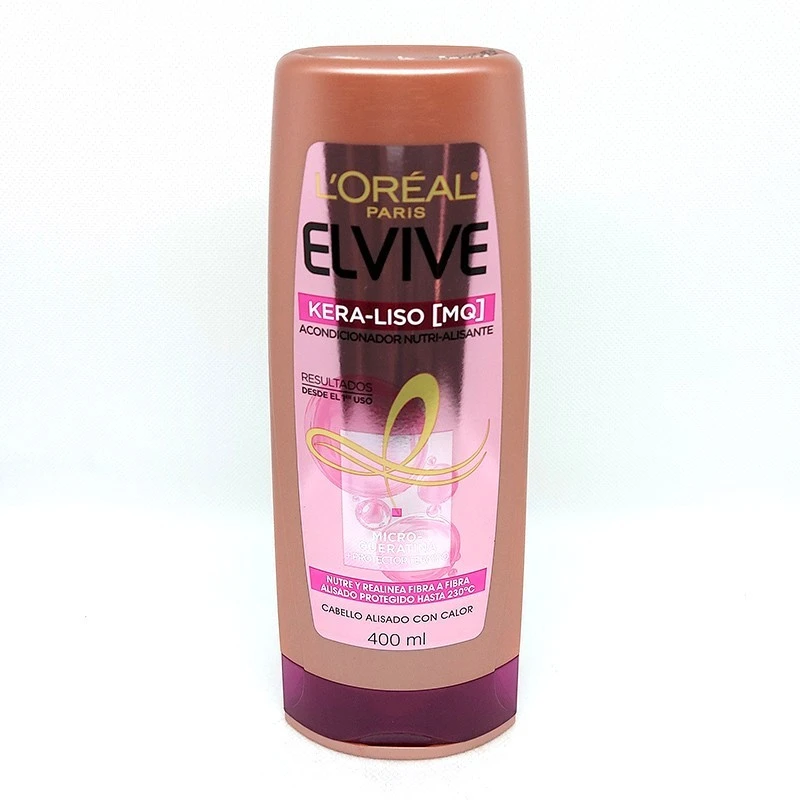 L'ORÉAL
PARIS
ELVIVE
KERA-LISO [MQ]
ACONDICIONADOR NUTRI-ALISANTE
RESULTADOS
DESDE EL 1ER USO
MICRO-
QUERATINA
NUTRE Y REALINEA FIBRA A FIBRA
ALISADO PROTEGIDO HASTA 230°C
CABELLO ALISADO CON CALOR
400 ml